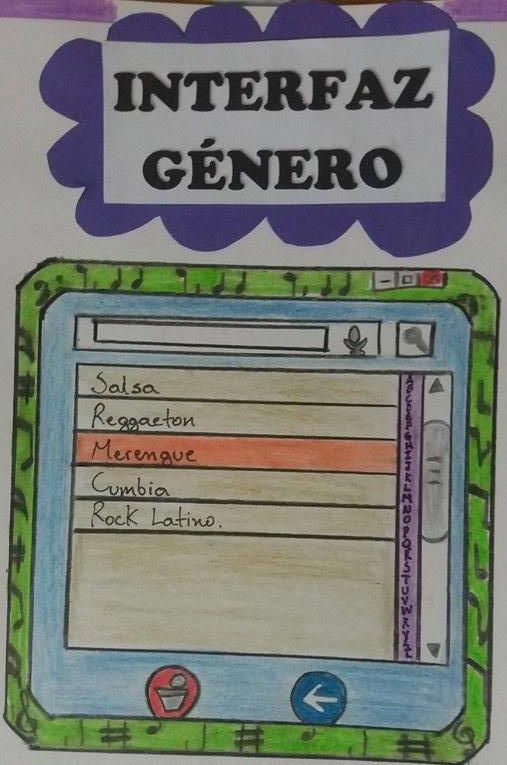 INTERFAZ
GÉNERO
Salsa
Reggaeton
Merengue
Cumbia
Rock Latino.
A
B
C
D
E
F
G
H
I
J
K
L
M
N
O
P
Q
R
S
T
U
V
W
X
Y
Z